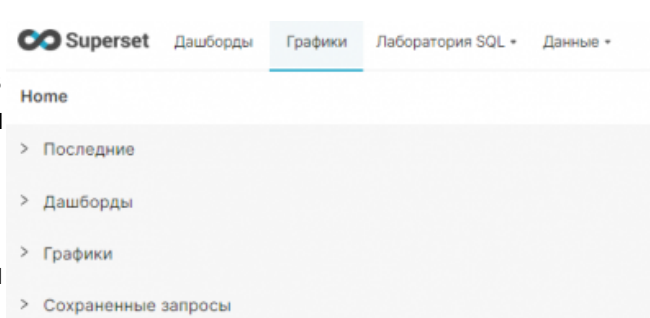 Superset Дашборды Графики Лаборатория SQL Данные
Home
> Последние
> Дашборды
> Графики
> Сохраненные запросы